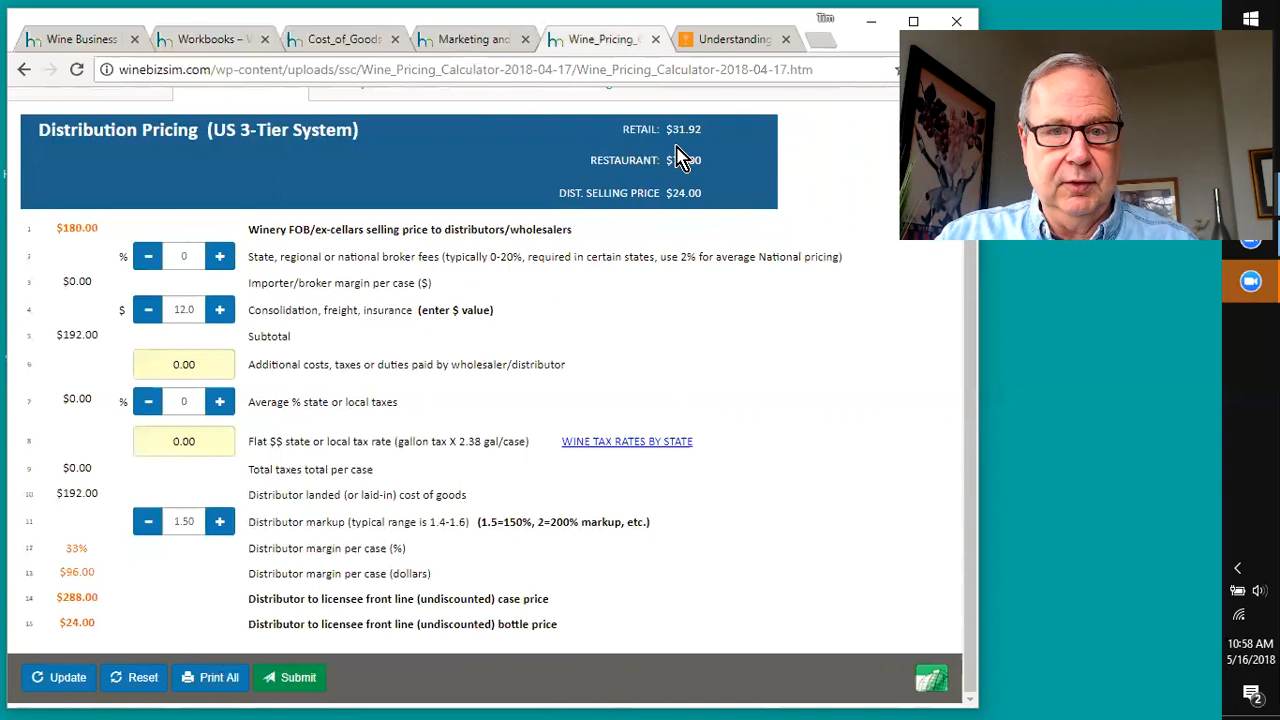 Tim
Wine Business
Workbooks –
Cost_of_Goods
Marketing and
Wine_Pricing_
Understanding
winebizsim.com/wp-content/uploads/ssc/Wine_Pricing_Calculator-2018-04-17/Wine_Pricing_Calculator-2018-04-17.htm
Distribution Pricing (US 3-Tier System)
RETAIL: $31.92
RESTAURANT:
DIST. SELLING PRICE $24.00
1 $180.00 Winery FOB/ex-cellars selling price to distributors/wholesalers
2 % − 0 + State, regional or national broker fees (typically 0-20%, required in certain states, use 2% for average National pricing)
3 $0.00 Importer/broker margin per case ($)
4 $ − 12.0 + Consolidation, freight, insurance (enter $ value)
5 $192.00 Subtotal
6 0.00 Additional costs, taxes or duties paid by wholesaler/distributor
7 $0.00 % − 0 + Average % state or local taxes
8 0.00 Flat $$ state or local tax rate (gallon tax X 2.38 gal/case) WINE TAX RATES BY STATE
9 $0.00 Total taxes total per case
10 $192.00 Distributor landed (or laid-in) cost of goods
11 − 1.50 + Distributor markup (typical range is 1.4-1.6) (1.5=150%, 2=200% markup, etc.)
12 33% Distributor margin per case (%)
13 $96.00 Distributor margin per case (dollars)
14 $288.00 Distributor to licensee front line (undiscounted) case price
15 $24.00 Distributor to licensee front line (undiscounted) bottle price
Update Reset Print All Submit
10:58 AM
5/16/2018
2